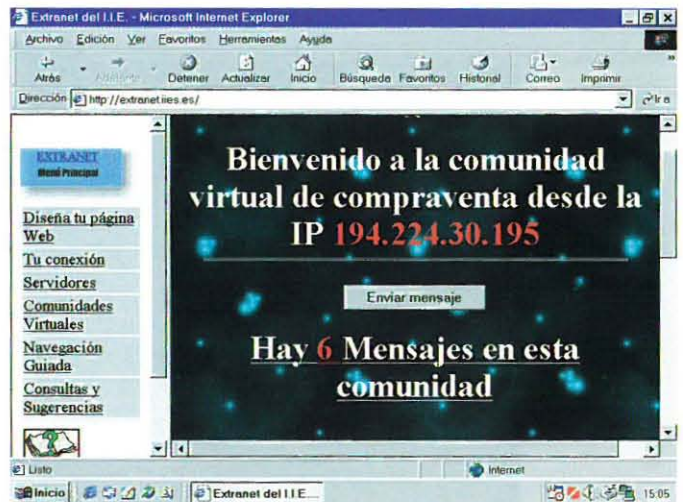 Extranet del I.I.E. - Microsoft Internet Explorer
Archivo Edición Ver Favoritos Herramientas Ayuda
Atrás Adelante Detener Actualizar Inicio Búsqueda Favoritos Historial Correo Imprimir »
Dirección http://extranet.iies.es/ Ir a
EXTRANET
Menú Principal
Diseña tu página
Web
Tu conexión
Servidores
Comunidades
Virtuales
Navegación
Guiada
Consultas y
Sugerencias
?
Bienvenido a la comunidad
virtual de compraventa desde la
IP 194.224.30.195
Enviar mensaje
Hay 6 Mensajes en esta
comunidad
Listo Internet
Inicio Extranet del I.I.E.... 15:05